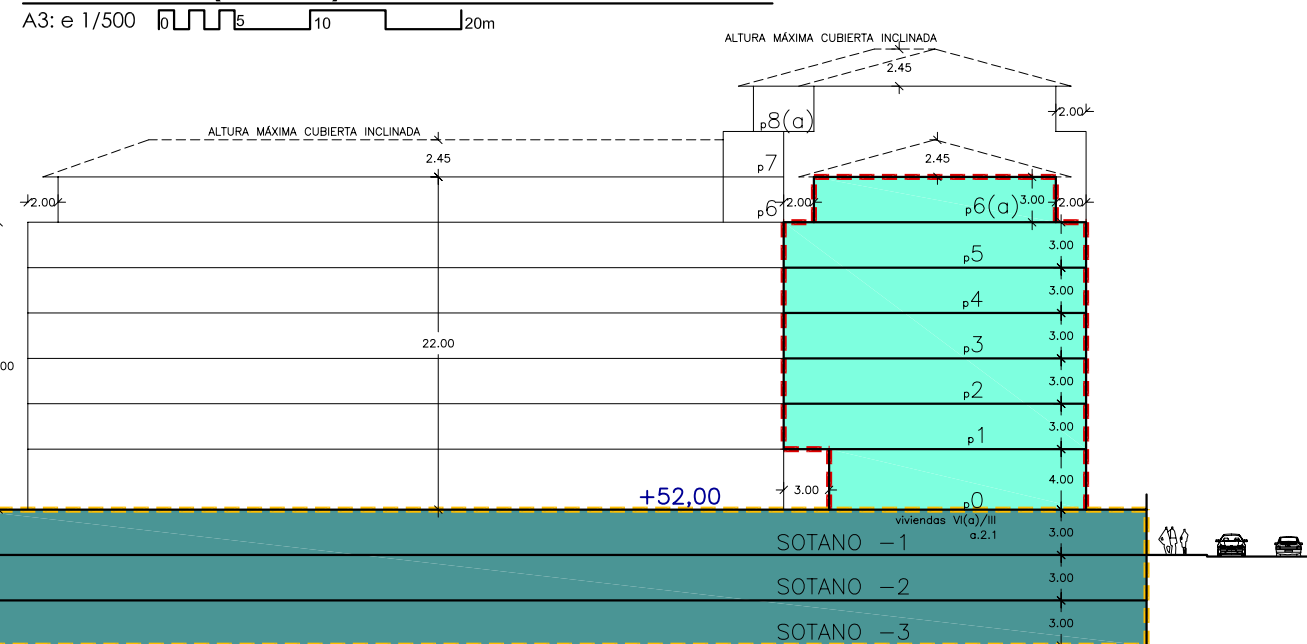 A3: e 1/500 0 5 10 20m
ALTURA MÁXIMA CUBIERTA INCLINADA
2.45
p8(a)
2.00
ALTURA MÁXIMA CUBIERTA INCLINADA
2.45
p7
2.45
2.00
p6
2.00
p6(a)
3.00
2.00
p5
3.00
p4
3.00
22.00
p3
3.00
00
p2
3.00
p1
3.00
4.00
+52,00
3.00
p0
viviendas VI(a)/III
a.2.1
SOTANO -1
3.00
SOTANO -2
3.00
SOTANO -3
3.00